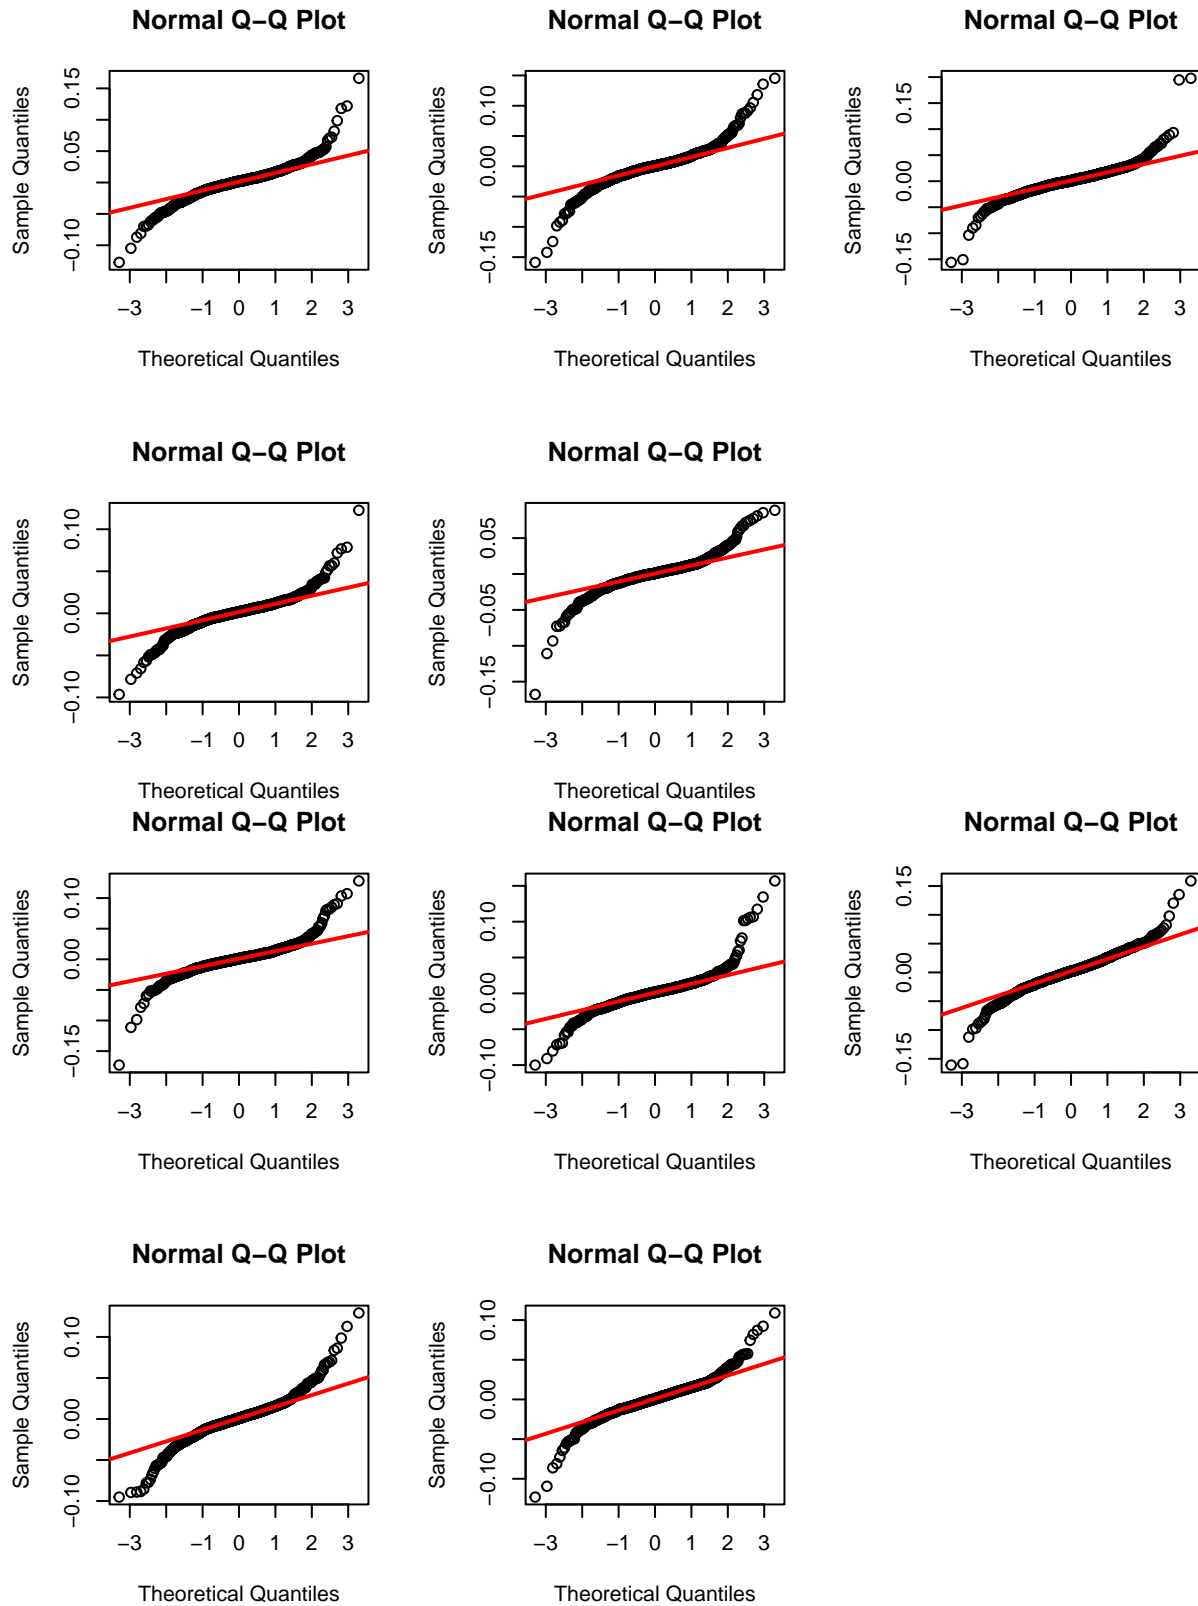 Normal Q−Q Plot
Sample Quantiles
−0.10 0.05 0.15
−3 −1 0 1 2 3
Theoretical Quantiles
Normal Q−Q Plot
Sample Quantiles
−0.15 0.00 0.10
−3 −1 0 1 2 3
Theoretical Quantiles
Normal Q−Q Plot
Sample Quantiles
−0.15 0.00 0.15
−3 −1 0 1 2 3
Theoretical Quantiles
Normal Q−Q Plot
Sample Quantiles
−0.10 0.00 0.10
−3 −1 0 1 2 3
Theoretical Quantiles
Normal Q−Q Plot
Sample Quantiles
−0.15 −0.05 0.05
−3 −1 0 1 2 3
Theoretical Quantiles
Normal Q−Q Plot
Sample Quantiles
−0.15 0.00 0.10
−3 −1 0 1 2 3
Theoretical Quantiles
Normal Q−Q Plot
Sample Quantiles
−0.10 0.00 0.10
−3 −1 0 1 2 3
Theoretical Quantiles
Normal Q−Q Plot
Sample Quantiles
−0.15 0.00 0.15
−3 −1 0 1 2 3
Theoretical Quantiles
Normal Q−Q Plot
Sample Quantiles
−0.10 0.00 0.10
−3 −1 0 1 2 3
Theoretical Quantiles
Normal Q−Q Plot
Sample Quantiles
−0.10 0.00 0.10
−3 −1 0 1 2 3
Theoretical Quantiles